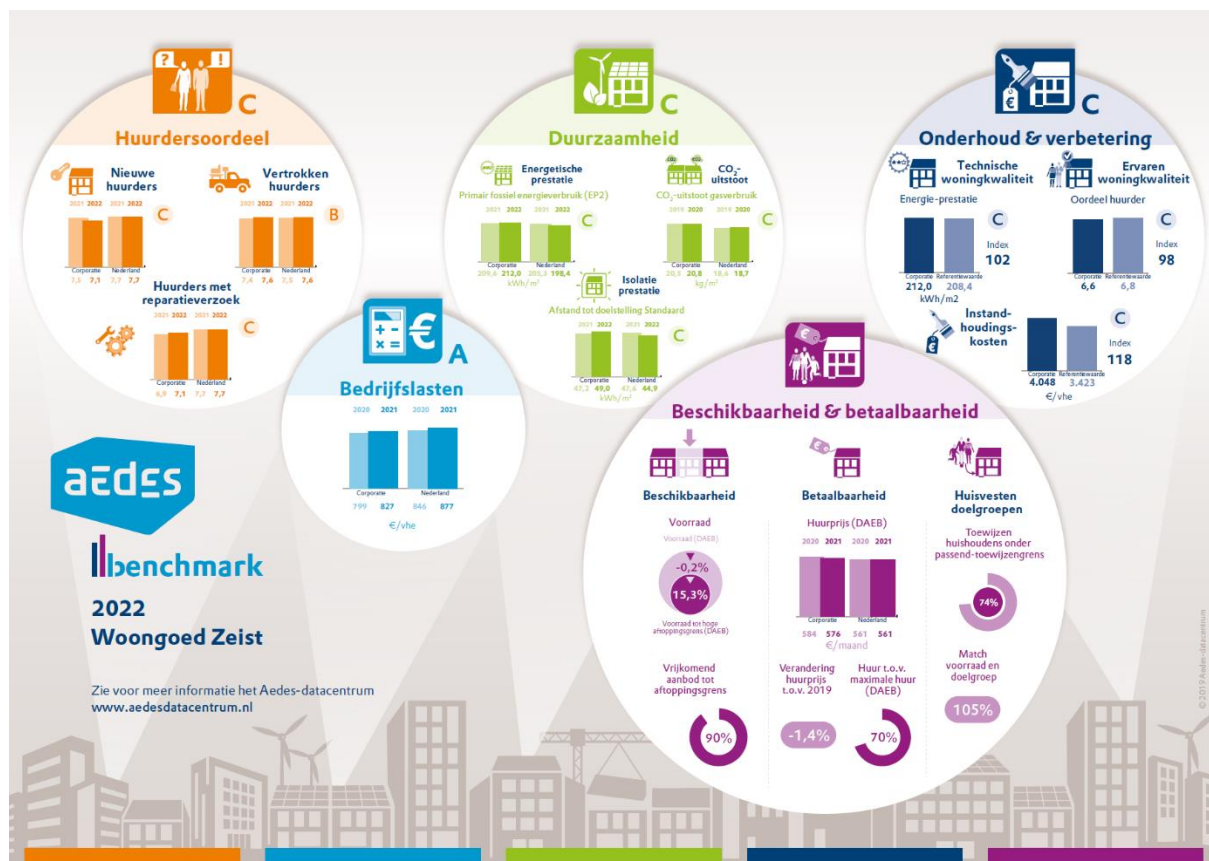 ? !
C
Huurdersoordeel
Nieuwe
huurders
2021 2022 2021 2022
C
Corporatie Nederland
7,5 7,1 7,7 7,7
Vertrokken
huurders
2021 2022 2021 2022
B
Corporatie Nederland
7,4 7,6 7,5 7,6
Huurders met
reparatieverzoek
2021 2022 2021 2022
C
Corporatie Nederland
6,9 7,1 7,7 7,7
C
Duurzaamheid
Energetische
prestatie
Primair fossiel energieverbruik (EP2)
2021 2022 2021 2022
C
Corporatie Nederland
209,6 212,0 205,3 198,4
kWh/m²
CO₂ CO₂
CO₂-
uitstoot
CO₂-uitstoot gasverbruik
2019 2020 2019 2020
C
Corporatie Nederland
20,5 20,8 18,6 18,7
kg/m²
Isolatie
prestatie
Afstand tot doelstelling Standaard
2021 2022 2021 2022
C
Corporatie Nederland
47,2 49,0 47,6 44,9
kWh/m²
€
C
Onderhoud & verbetering
Technische
woningkwaliteit
Energie-prestatie
C
Index
102
Corporatie Referentiewaarde
212,0 208,4
kWh/m2
Ervaren
woningkwaliteit
Oordeel huurder
C
Index
98
Corporatie Referentiewaarde
6,6 6,8
€
Instand-
houdings-
kosten
C
Index
118
Corporatie Referentiewaarde
4.048 3.423
€/vhe
+ -
× =
€
A
Bedrijfslasten
2020 2021 2020 2021
Corporatie Nederland
799 827 846 877
€/vhe
€
Beschikbaarheid & betaalbaarheid
Beschikbaarheid
Voorraad
Voorraad (DAEB)
-0,2%
15,3%
Voorraad tot hoge
aftoppingsgrens (DAEB)
Vrijkomend
aanbod tot
aftoppingsgrens
90%
€
Betaalbaarheid
Huurprijs (DAEB)
2020 2021 2020 2021
Corporatie Nederland
584 576 561 561
€/maand
Verandering
huurprijs
t.o.v. 2019
-1,4%
Huur t.o.v.
maximale huur
(DAEB)
70%
Huisvesten
doelgroepen
Toewijzen
huishoudens onder
passend-toewijzengrens
74%
Match
voorraad en
doelgroep
105%
aedes
benchmark
2022
Woongoed Zeist
Zie voor meer informatie het Aedes-datacentrum
www.aedesdatacentrum.nl
© 2019 Aedes-datacentrum